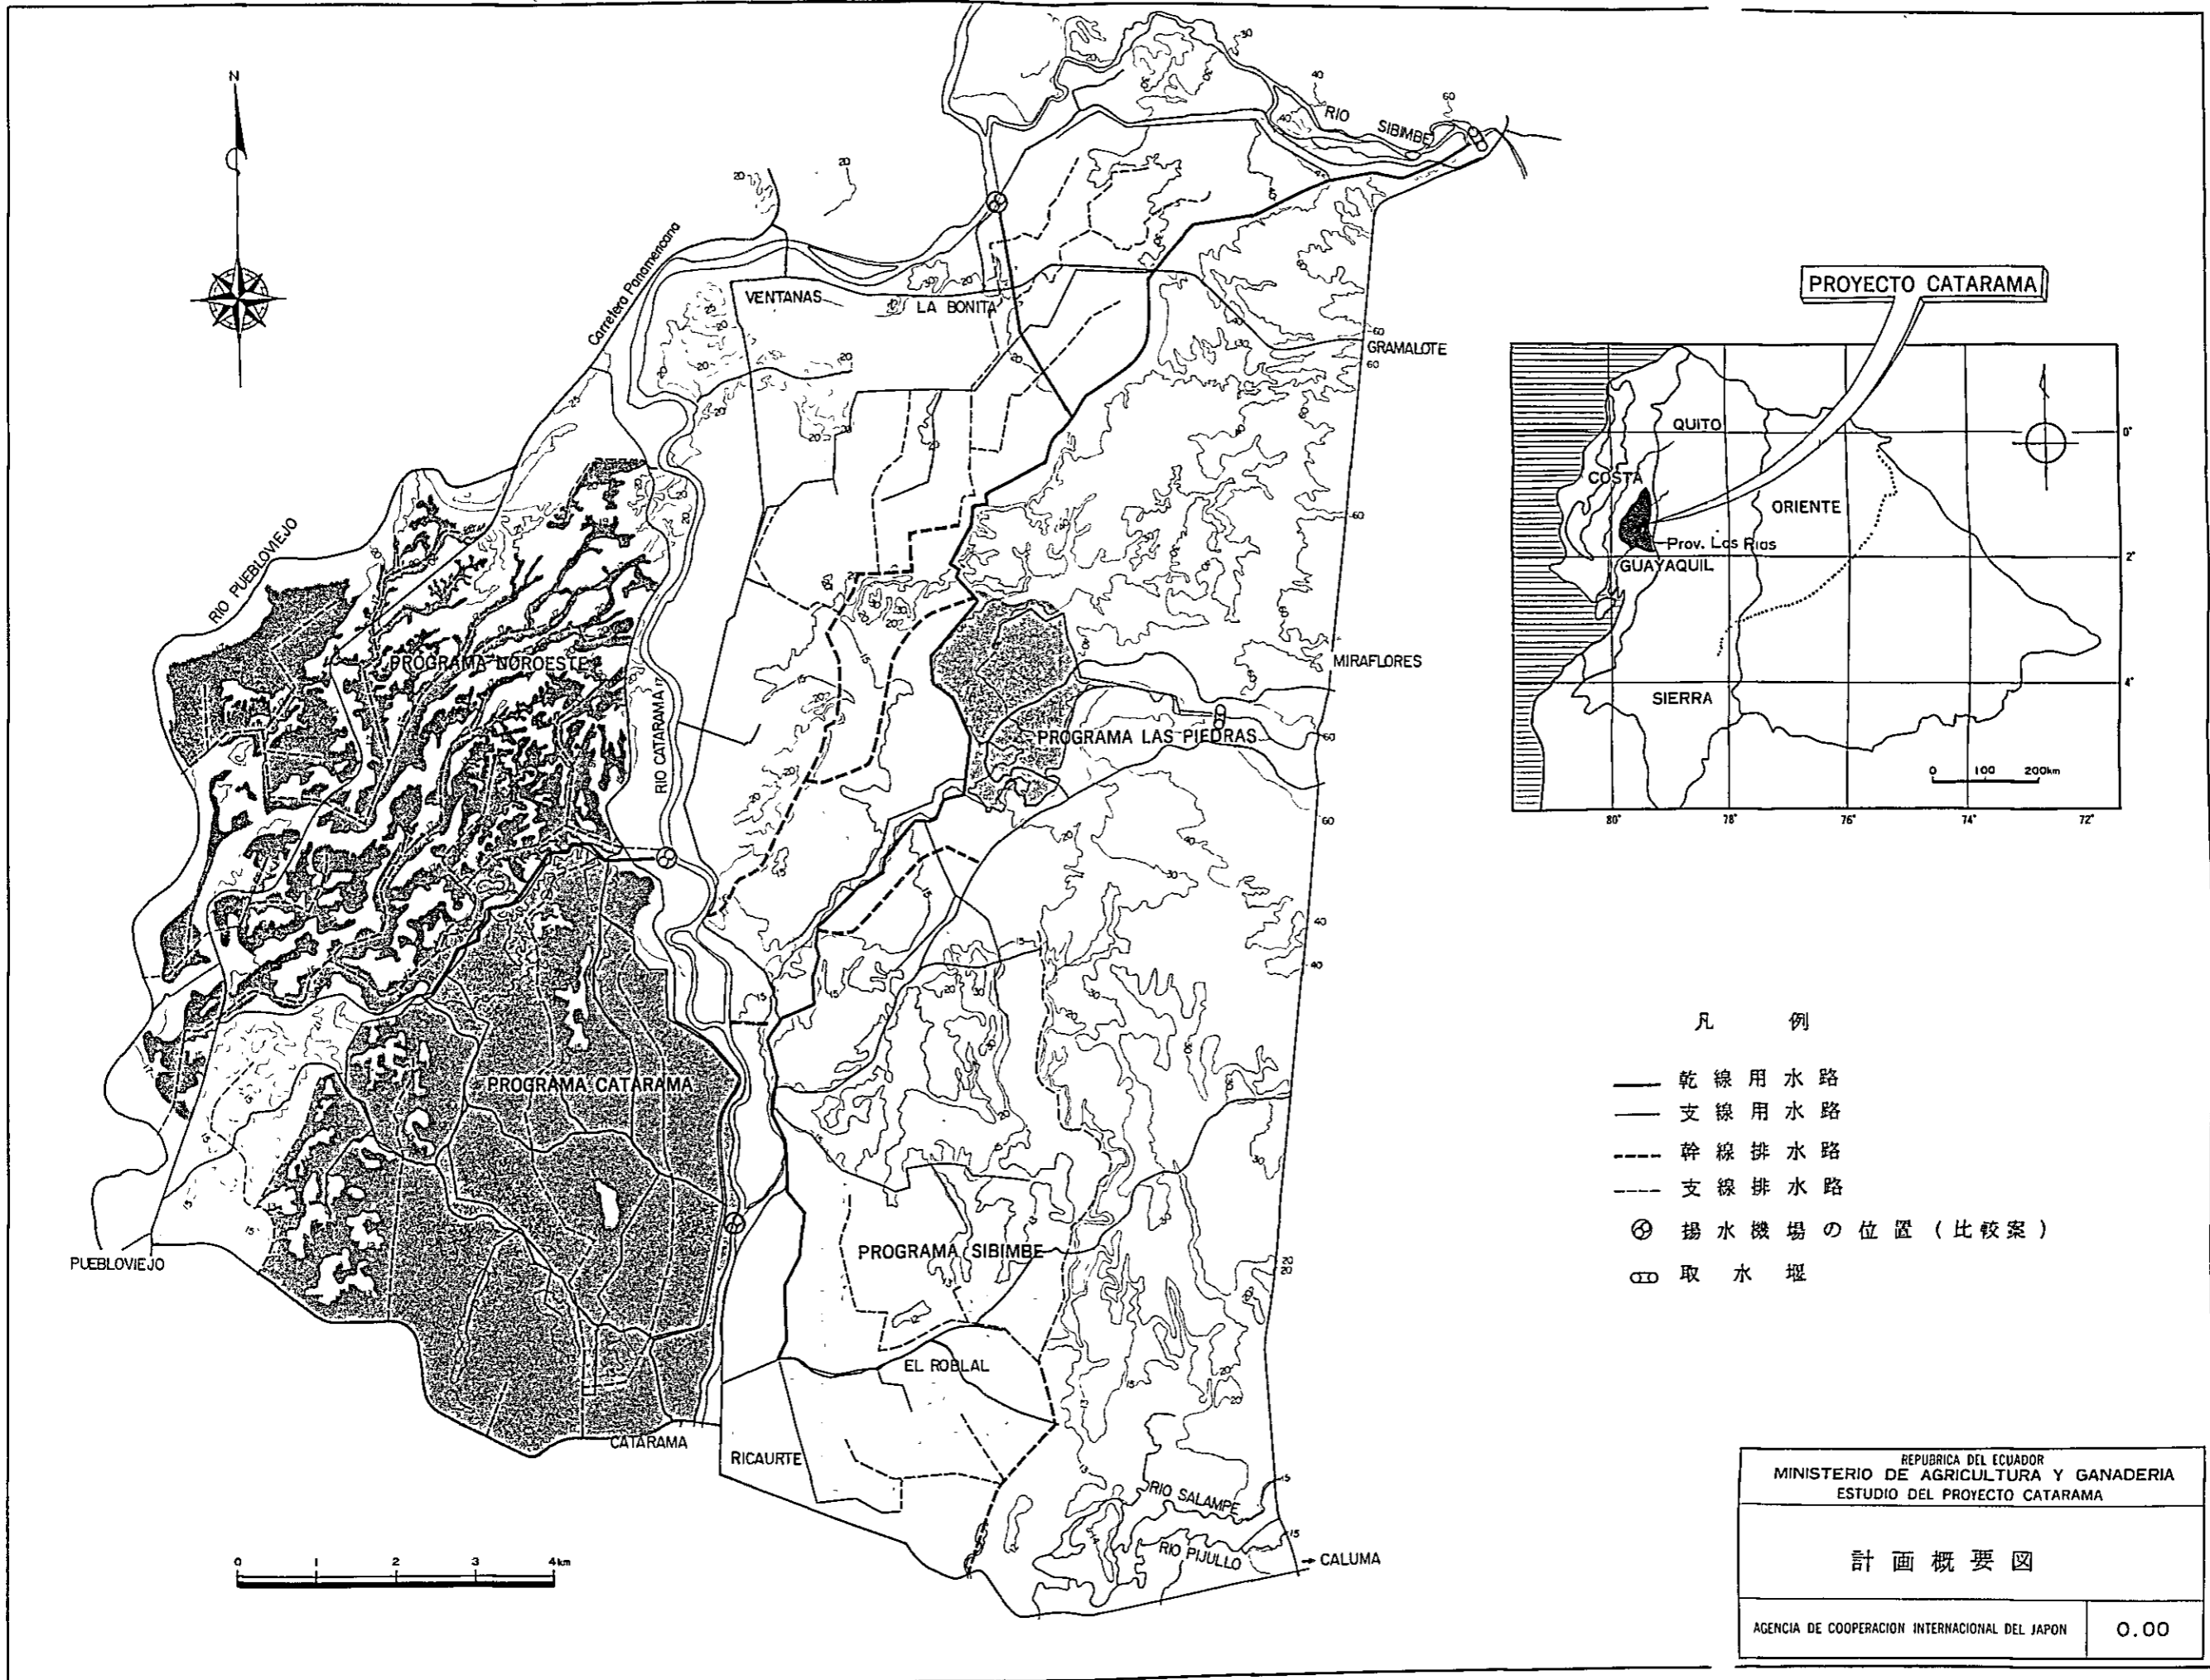 N
RIO SIBIMBE
Carretera Panamericana
VENTANAS
LA BONITA
GRAMALOTE
RIO PUEBLOVIEJO
PROGRAMA NOROESTE
RIO CATARAMA
MIRAFLORES
PROGRAMA LAS PIEDRAS
PROGRAMA CATARAMA
PROGRAMA SIBIMBE
PUEBLOVIEJO
EL ROBLAL
CATARAMA
RICAURTE
RIO SALAMPE
RIO PIJULLO
→ CALUMA
0 1 2 3 4km
PROYECTO CATARAMA
QUITO
COSTA
ORIENTE
Prov. Los Rios
GUAYAQUIL
SIERRA
0°
2°
4°
0 100 200km
80° 78° 76° 74° 72°
凡 例
乾線用水路
支線用水路
幹線排水路
支線排水路
揚水機場の位置(比較案)
取水堰
REPUBRICA DEL ECUADOR
MINISTERIO DE AGRICULTURA Y GANADERIA
ESTUDIO DEL PROYECTO CATARAMA
計画概要図
AGENCIA DE COOPERACION INTERNACIONAL DEL JAPON
0.00